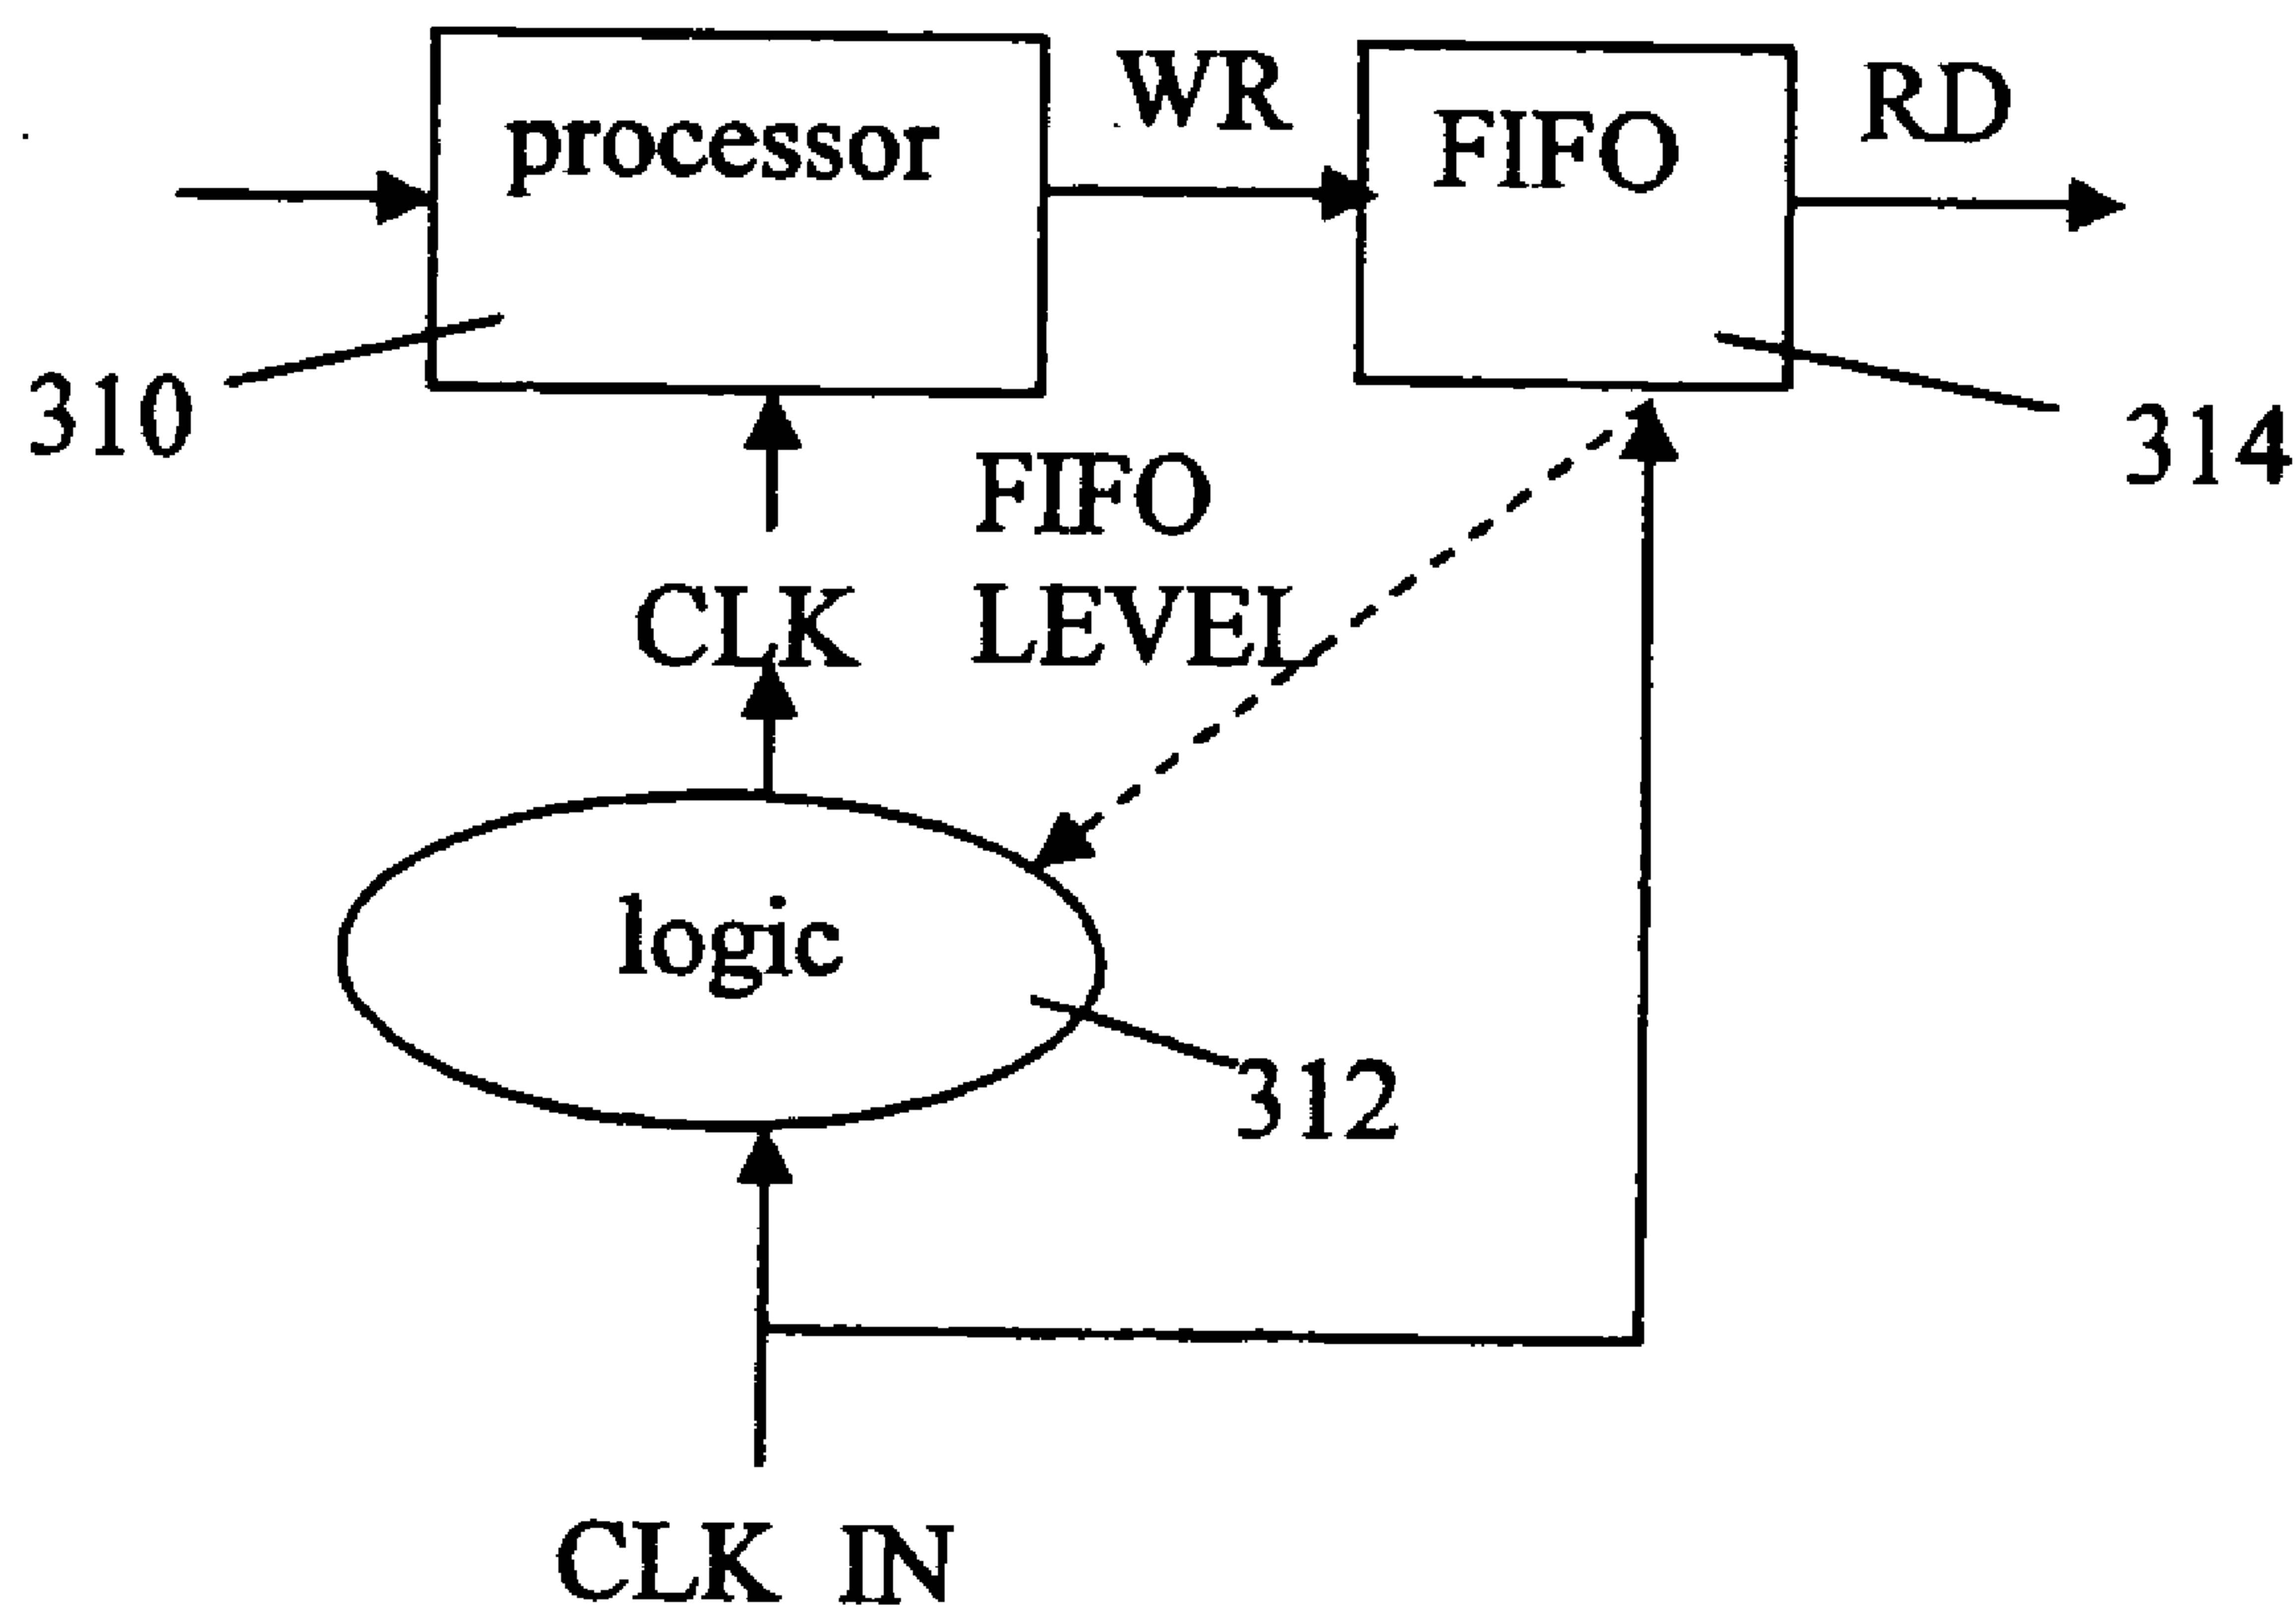 processor
WR
FIFO
RD
310
314
FIFO
LEVEL
CLK
logic
312
CLK IN